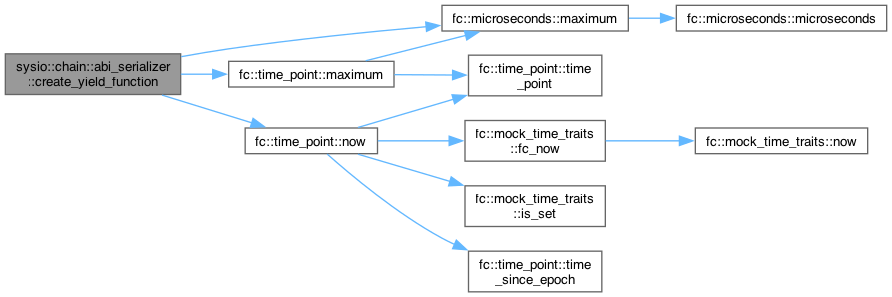 sysio::chain::abi_serializer
::create_yield_function
fc::microseconds::maximum
fc::microseconds::microseconds
fc::time_point::maximum
fc::time_point::time
_point
fc::time_point::now
fc::mock_time_traits
::fc_now
fc::mock_time_traits::now
fc::mock_time_traits
::is_set
fc::time_point::time
_since_epoch